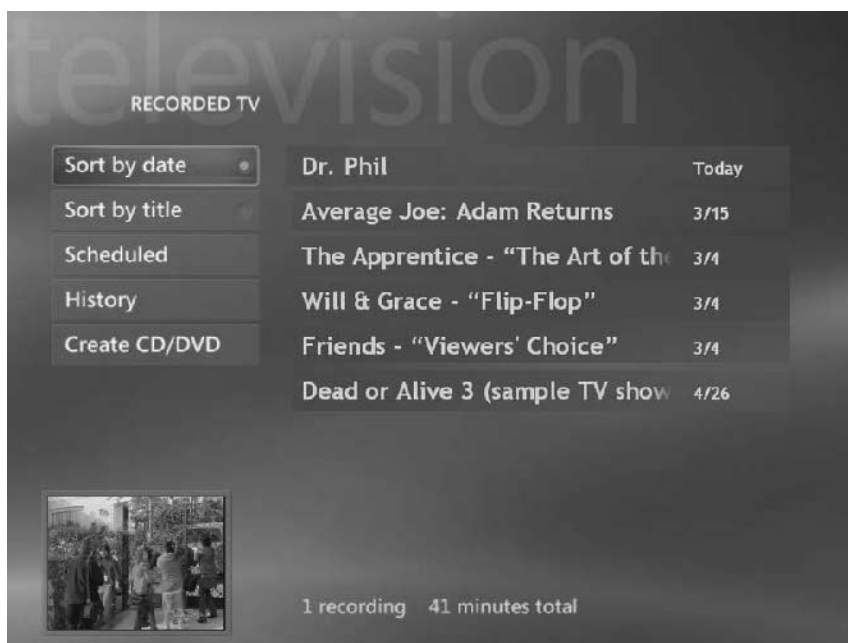 television
RECORDED TV
Sort by date
Sort by title
Scheduled
History
Create CD/DVD
Dr. Phil Today
Average Joe: Adam Returns 3/15
The Apprentice - “The Art of the 3/4
Will & Grace - “Flip-Flop” 3/4
Friends - “Viewers’ Choice” 3/4
Dead or Alive 3 (sample TV show 4/26
1 recording 41 minutes total